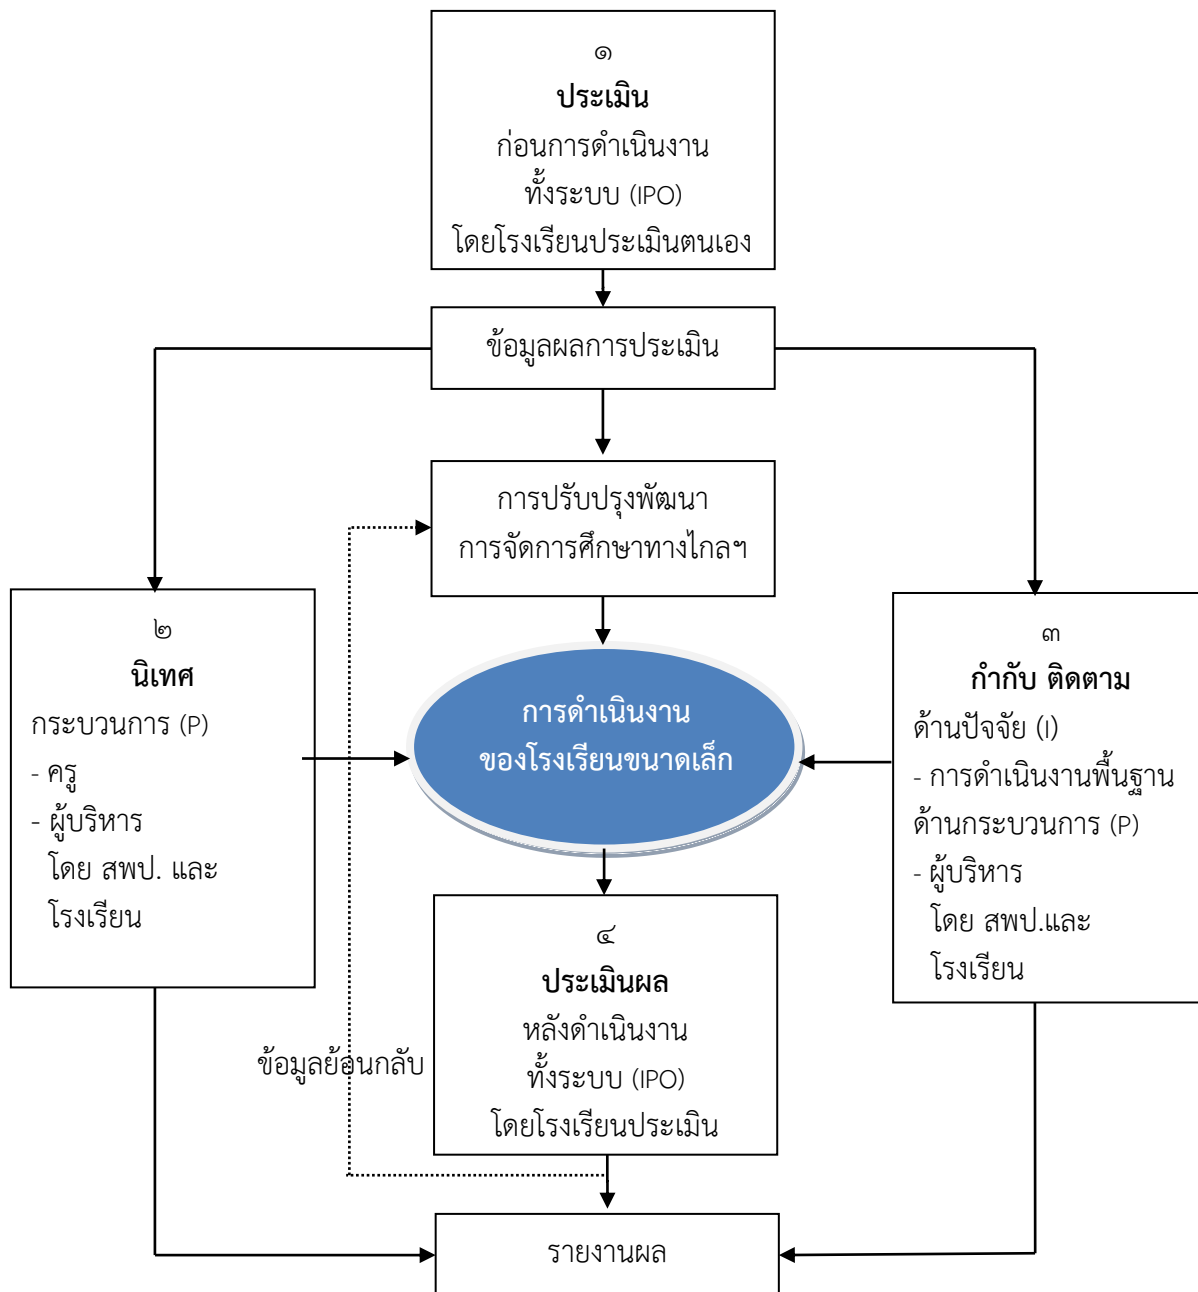 ๑
ประเมิน
ก่อนการดำเนินงาน
ทั้งระบบ (IPO)
โดยโรงเรียนประเมินตนเอง
ข้อมูลผลการประเมิน
การปรับปรุงพัฒนา
การจัดการศึกษาทางไกลฯ
๒
นิเทศ
กระบวนการ (P)
- ครู
- ผู้บริหาร
โดย สพป. และ
โรงเรียน
การดำเนินงาน
ของโรงเรียนขนาดเล็ก
๓
กำกับ ติดตาม
ด้านปัจจัย (I)
- การดำเนินงานพื้นฐาน
ด้านกระบวนการ (P)
- ผู้บริหาร
โดย สพป.และ
โรงเรียน
๔
ประเมินผล
หลังดำเนินงาน
ทั้งระบบ (IPO)
โดยโรงเรียนประเมิน
ข้อมูลย้อนกลับ
รายงานผล